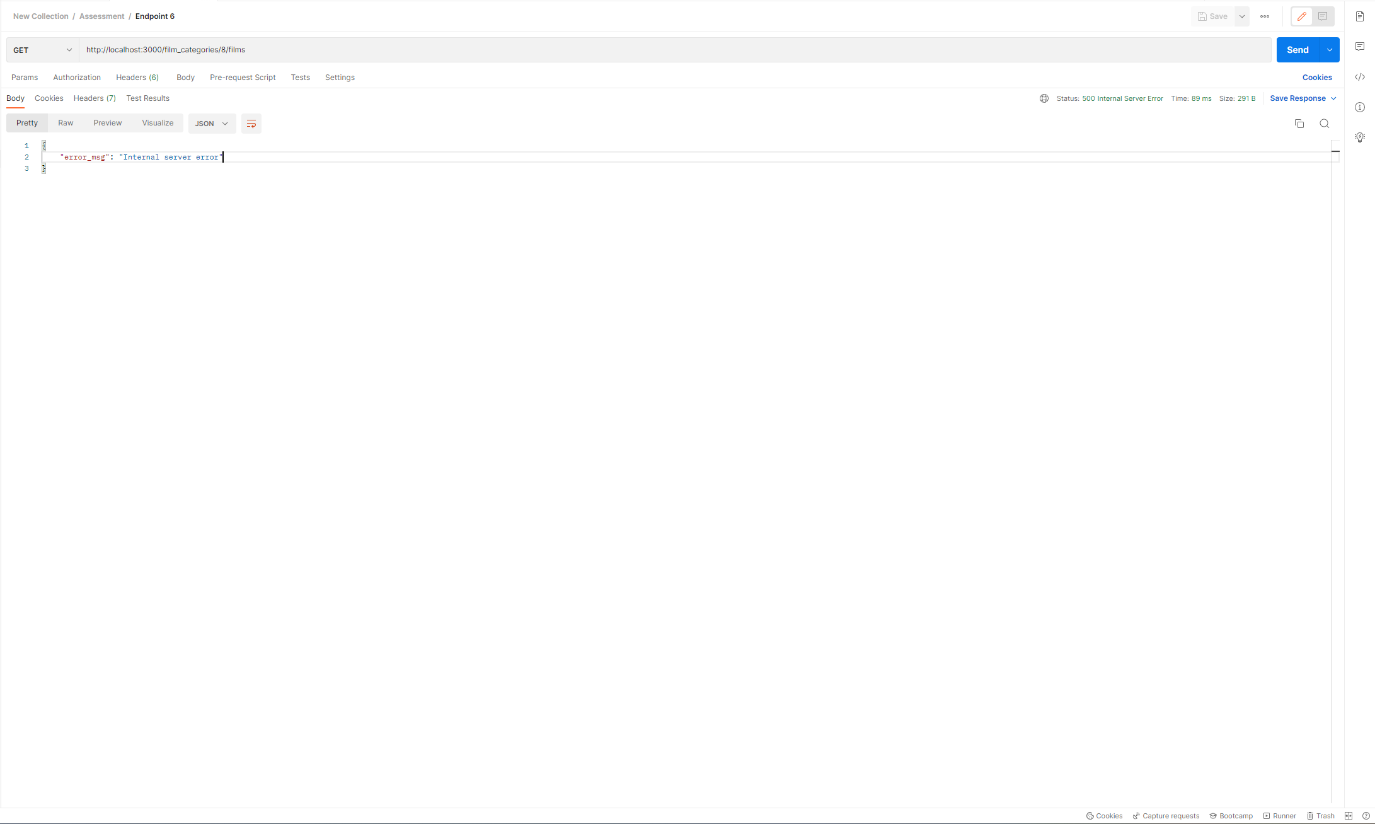 New Collection / Assessment / Endpoint 6
Save
GET
http://localhost:3000/film_categories/8/films
Send
Params Authorization Headers (6) Body Pre-request Script Tests Settings
Cookies
Body Cookies Headers (7) Test Results
Status: 500 Internal Server Error Time: 89 ms Size: 291 B Save Response
Pretty Raw Preview Visualize JSON
1 {
2 "error_msg": "Internal server error"
3 }
Cookies Capture requests Bootcamp Runner Trash